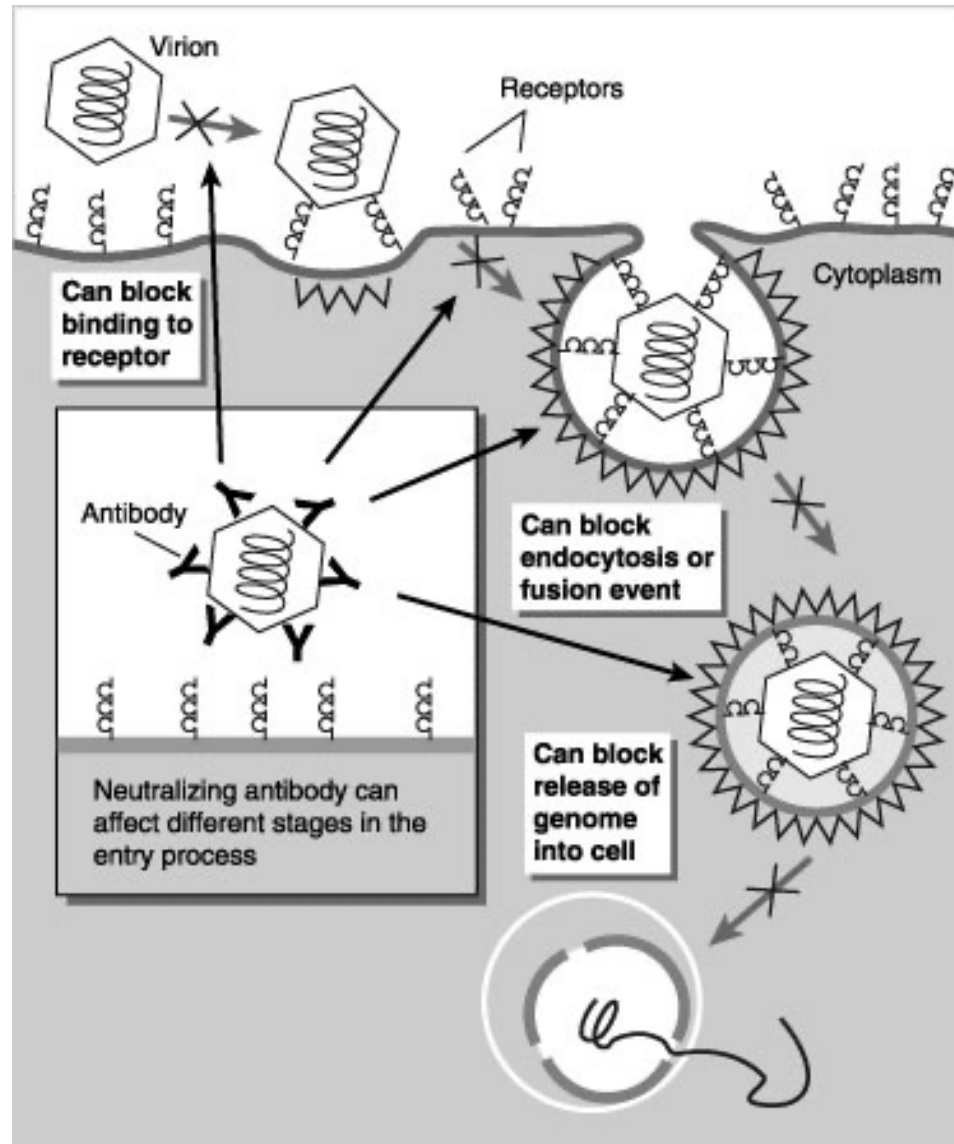 Virion
Receptors
Cytoplasm
Can block
binding to
receptor
Antibody
Can block
endocytosis or
fusion event
Neutralizing antibody can
affect different stages in the
entry process
Can block
release of
genome
into cell